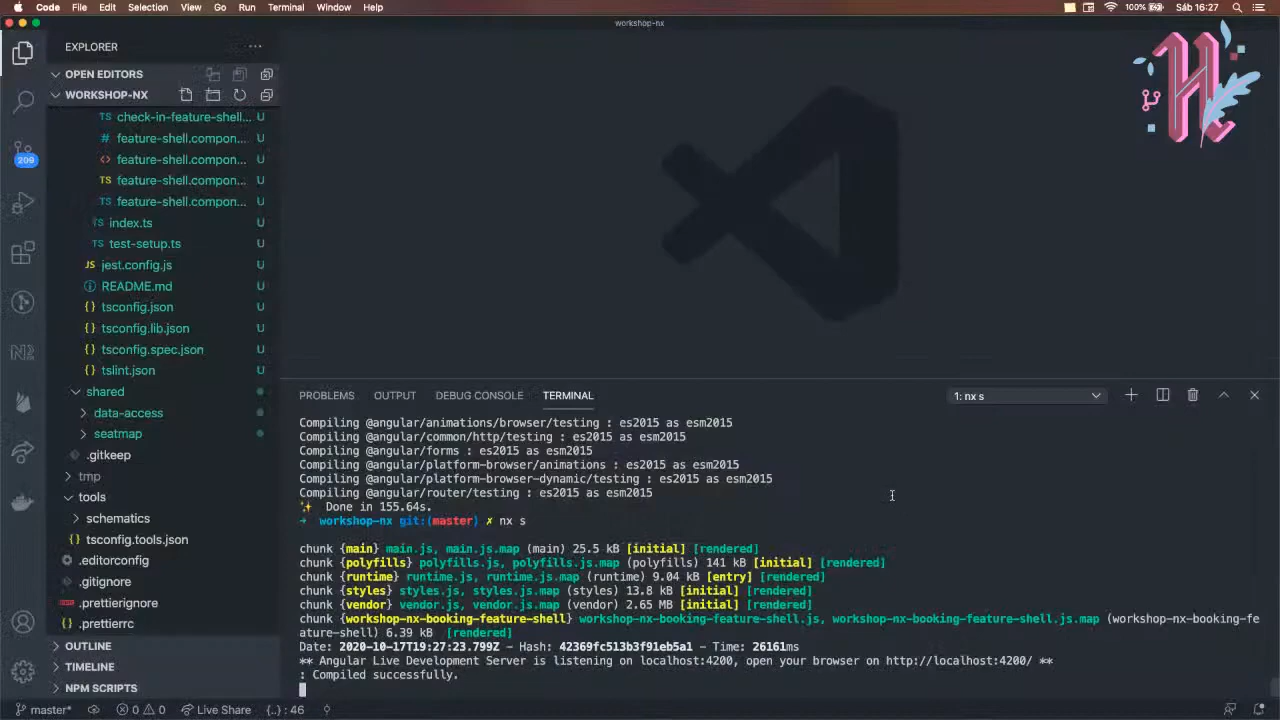 Code File Edit Selection View Go Run Terminal Window Help 100% Sáb 16:27
workshop-nx
EXPLORER
OPEN EDITORS
WORKSHOP-NX
TS check-in-feature-shell... U
# feature-shell.compon... U
<> feature-shell.compon... U
TS feature-shell.compon... U
TS feature-shell.compon... U
TS index.ts U
TS test-setup.ts U
JS jest.config.js U
README.md U
{} tsconfig.json U
{} tsconfig.lib.json U
{} tsconfig.spec.json U
{} tslint.json U
shared
data-access
seatmap
.gitkeep
tmp
tools
schematics
tsconfig.tools.json
.editorconfig
.gitignore
.prettierignore
.prettierrc
OUTLINE
TIMELINE
NPM SCRIPTS
209
H
PROBLEMS OUTPUT DEBUG CONSOLE TERMINAL 1: nx s
Compiling @angular/animations/browser/testing : es2015 as esm2015
Compiling @angular/common/http/testing : es2015 as esm2015
Compiling @angular/forms : es2015 as esm2015
Compiling @angular/platform-browser/animations : es2015 as esm2015
Compiling @angular/platform-browser-dynamic/testing : es2015 as esm2015
Compiling @angular/router/testing : es2015 as esm2015
✨ Done in 155.64s.
→ workshop-nx git:(master) ✗ nx s
chunk {main} main.js, main.js.map (main) 25.5 kB [initial] [rendered]
chunk {polyfills} polyfills.js, polyfills.js.map (polyfills) 141 kB [initial] [rendered]
chunk {runtime} runtime.js, runtime.js.map (runtime) 9.04 kB [entry] [rendered]
chunk {styles} styles.js, styles.js.map (styles) 13.8 kB [initial] [rendered]
chunk {vendor} vendor.js, vendor.js.map (vendor) 2.65 MB [initial] [rendered]
chunk {workshop-nx-booking-feature-shell} workshop-nx-booking-feature-shell.js, workshop-nx-booking-feature-shell.js.map (workshop-nx-booking-fe
ature-shell) 6.39 kB [rendered]
Date: 2020-10-17T19:27:23.799Z - Hash: 42369fc513b3f91eb5a1 - Time: 26161ms
** Angular Live Development Server is listening on localhost:4200, open your browser on http://localhost:4200/ **
: Compiled successfully.
master* 0 0 Live Share {..} : 46